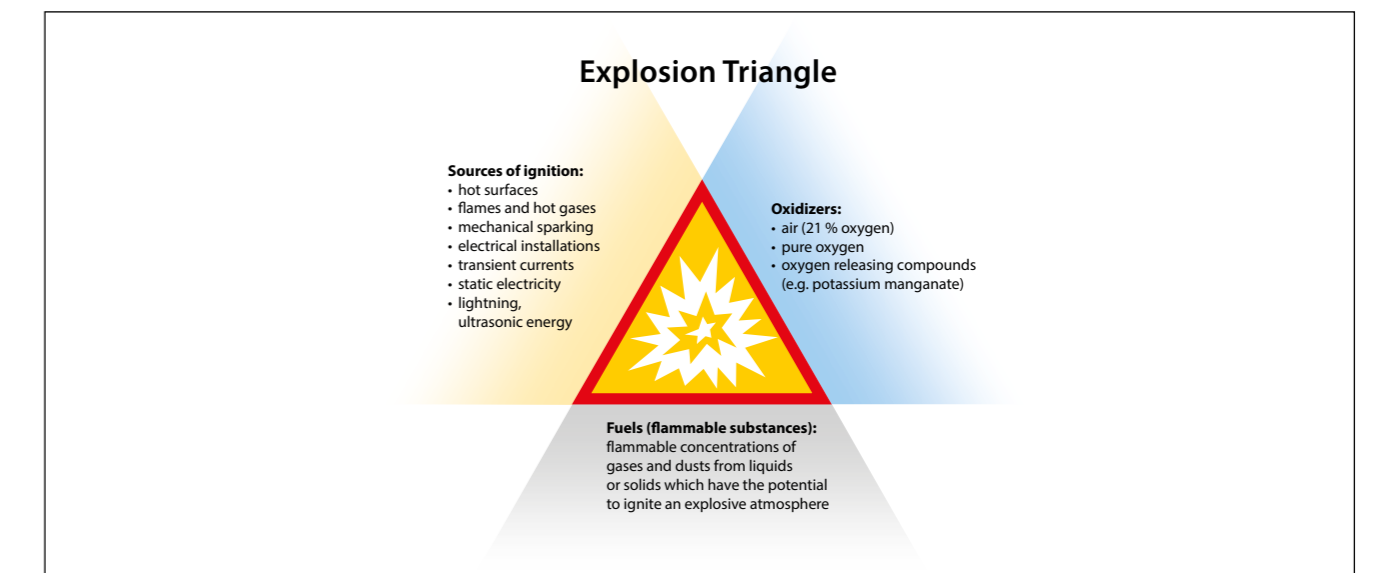 Explosion Triangle
Sources of ignition:
• hot surfaces
• flames and hot gases
• mechanical sparking
• electrical installations
• transient currents
• static electricity
• lightning,
ultrasonic energy
Oxidizers:
• air (21 % oxygen)
• pure oxygen
• oxygen releasing compounds
(e.g. potassium manganate)
Fuels (flammable substances):
flammable concentrations of
gases and dusts from liquids
or solids which have the potential
to ignite an explosive atmosphere